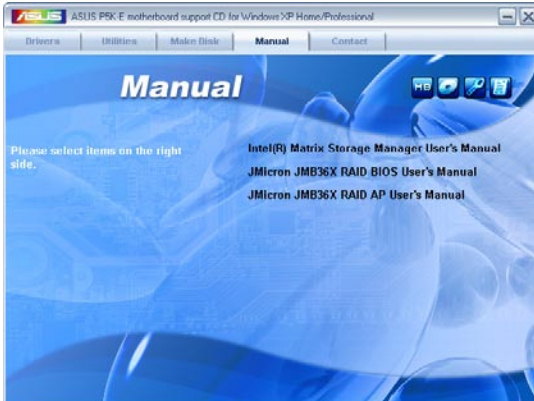 ASUS ASUS P5K-E motherboard support CD for Windows XP Home/Professional
Drivers Utilities Make Disk Manual Contact
Manual
MB
Please select items on the right
side.
Intel(R) Matrix Storage Manager User's Manual
JMicron JMB36X RAID BIOS User's Manual
JMicron JMB36X RAID AP User's Manual